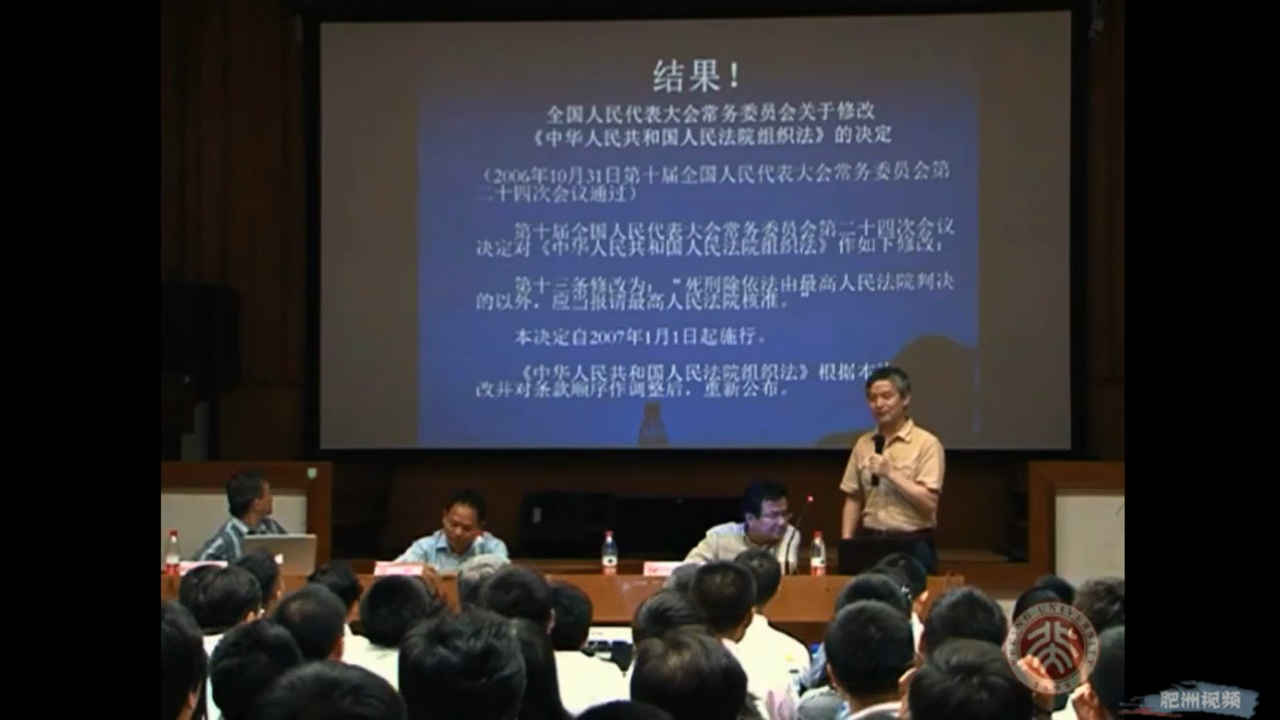 结果！
全国人民代表大会常务委员会关于修改
《中华人民共和国人民法院组织法》的决定
（2006年10月31日第十届全国人民代表大会常务委员会第
二十四次会议通过）
第十届全国人民代表大会常务委员会第二十四次会议
决定对《中华人民共和国人民法院组织法》作如下修改：
第十三条修改为：“死刑除依法由最高人民法院判决
的以外，应当报请最高人民法院核准。”
本决定自2007年1月1日起施行。
《中华人民共和国人民法院组织法》根据本
改并对条款顺序作调整后，重新公布。
肥洲视频